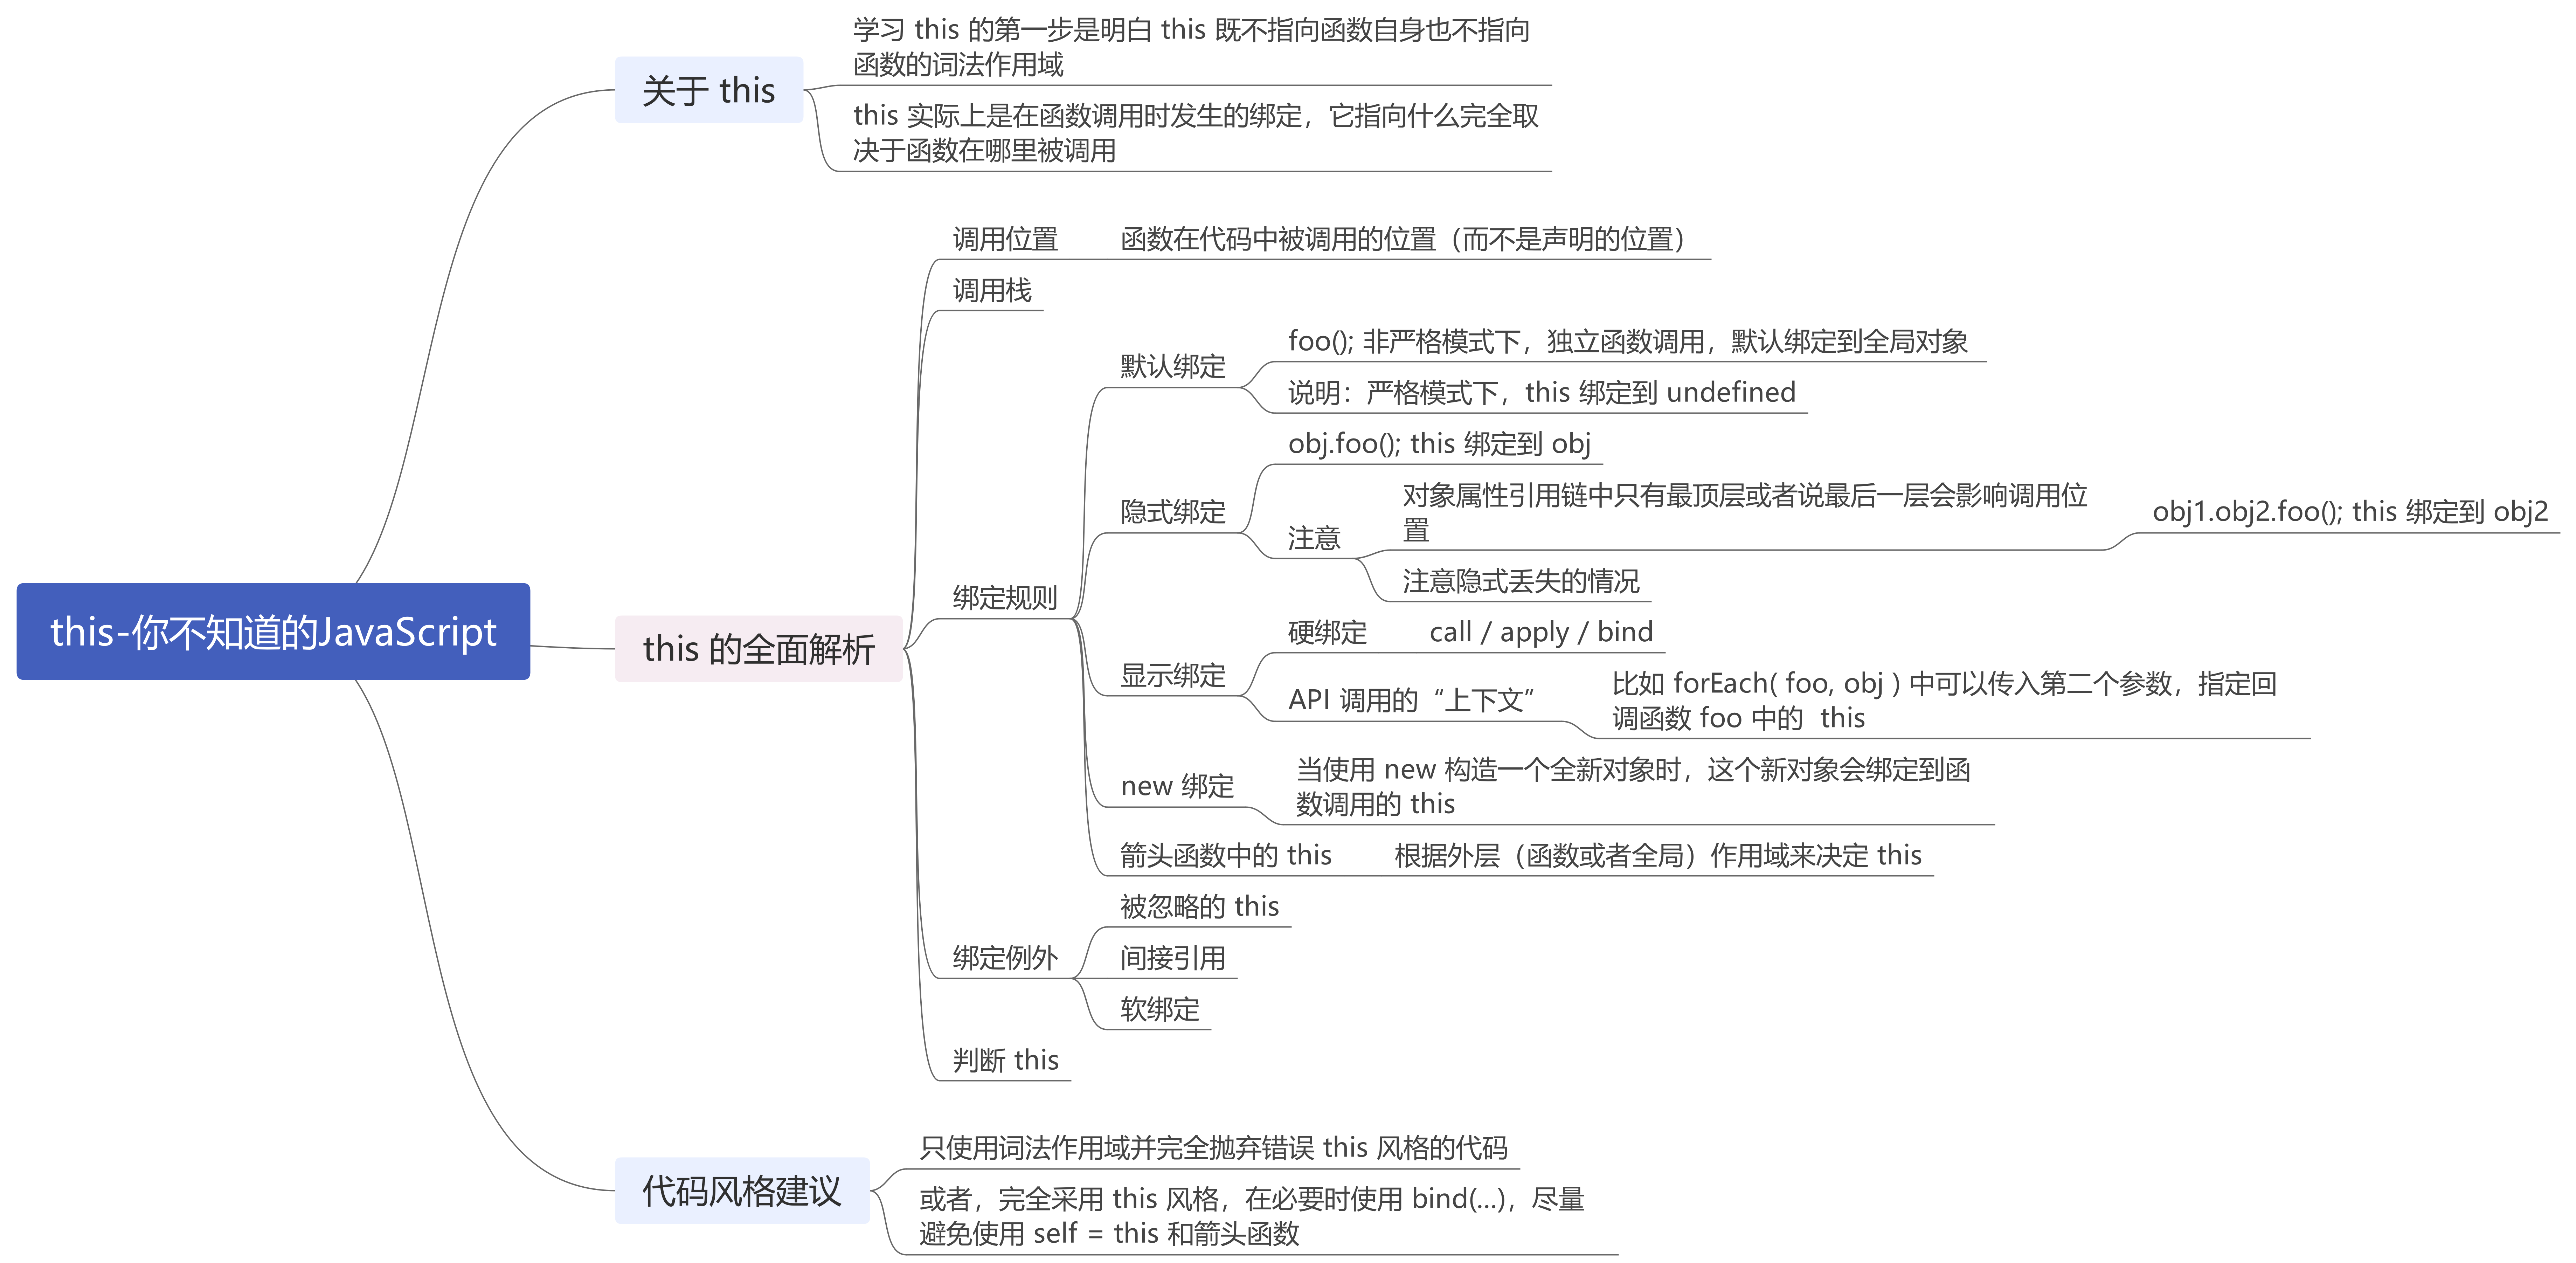 this-你不知道的JavaScript
关于 this
学习 this 的第一步是明白 this 既不指向函数自身也不指向
函数的词法作用域
this 实际上是在函数调用时发生的绑定，它指向什么完全取
决于函数在哪里被调用
this 的全面解析
调用位置
函数在代码中被调用的位置（而不是声明的位置）
调用栈
绑定规则
默认绑定
foo(); 非严格模式下，独立函数调用，默认绑定到全局对象
说明：严格模式下，this 绑定到 undefined
隐式绑定
obj.foo(); this 绑定到 obj
注意
对象属性引用链中只有最顶层或者说最后一层会影响调用位
置
obj1.obj2.foo(); this 绑定到 obj2
注意隐式丢失的情况
显示绑定
硬绑定
call / apply / bind
API 调用的“上下文”
比如 forEach( foo, obj ) 中可以传入第二个参数，指定回
调函数 foo 中的  this
new 绑定
当使用 new 构造一个全新对象时，这个新对象会绑定到函
数调用的 this
箭头函数中的 this
根据外层（函数或者全局）作用域来决定 this
绑定例外
被忽略的 this
间接引用
软绑定
判断 this
代码风格建议
只使用词法作用域并完全抛弃错误 this 风格的代码
或者，完全采用 this 风格，在必要时使用 bind(...)，尽量
避免使用 self = this 和箭头函数